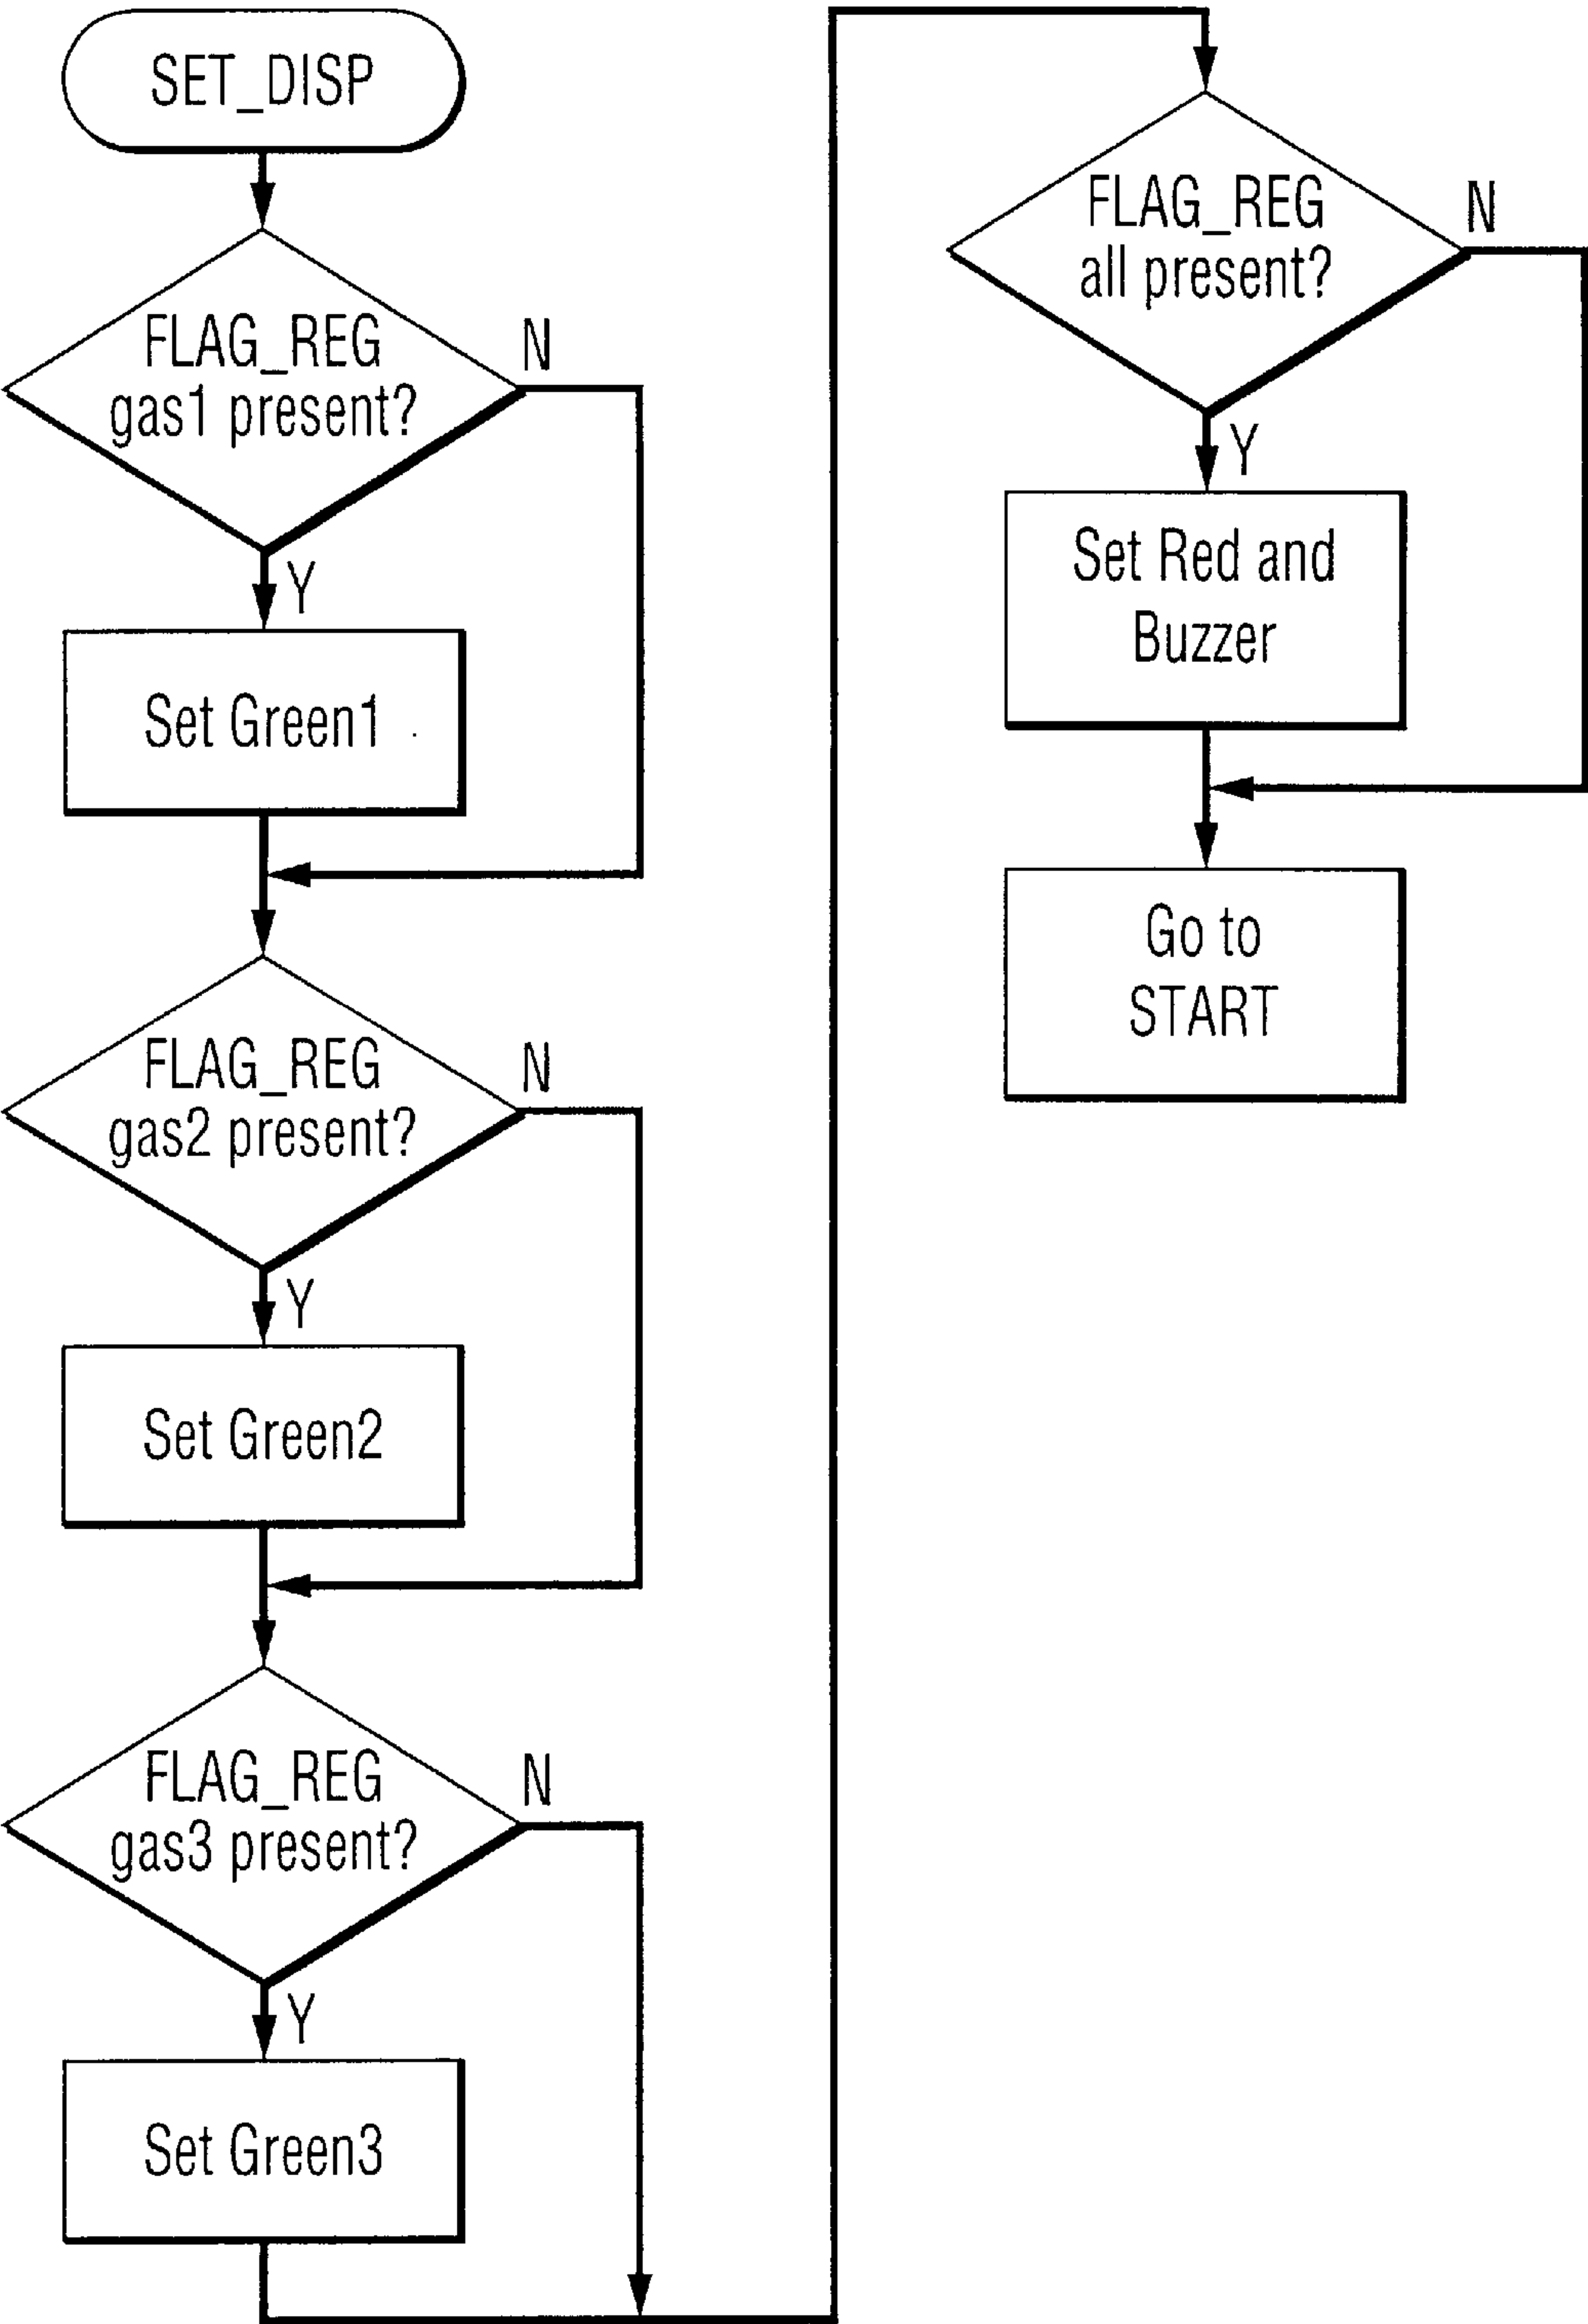 SET_DISP
FLAG_REG
gas1 present?
N
Y
Set Green1
FLAG_REG
gas2 present?
N
Y
Set Green2
FLAG_REG
gas3 present?
N
Y
Set Green3
FLAG_REG
all present?
N
Y
Set Red and
Buzzer
Go to
START